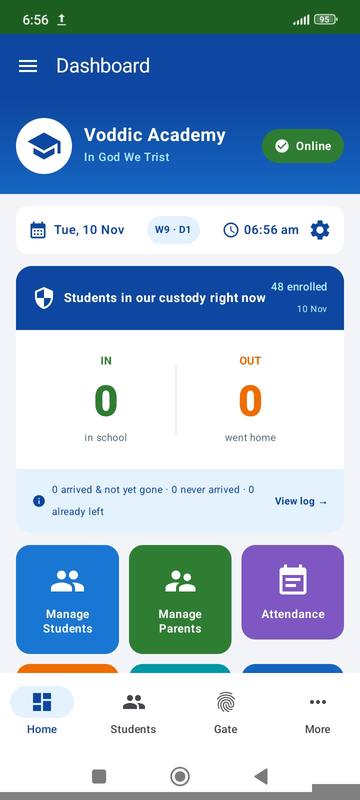 6:56
95
Dashboard
Voddic Academy
In God We Trist
Online
Tue, 10 Nov
W9 · D1
06:56 am
Students in our custody right now
48 enrolled
10 Nov
IN
OUT
0
0
in school
went home
0 arrived & not yet gone · 0 never arrived · 0
already left
View log →
Manage
Students
Manage
Parents
Attendance
Home
Students
Gate
More